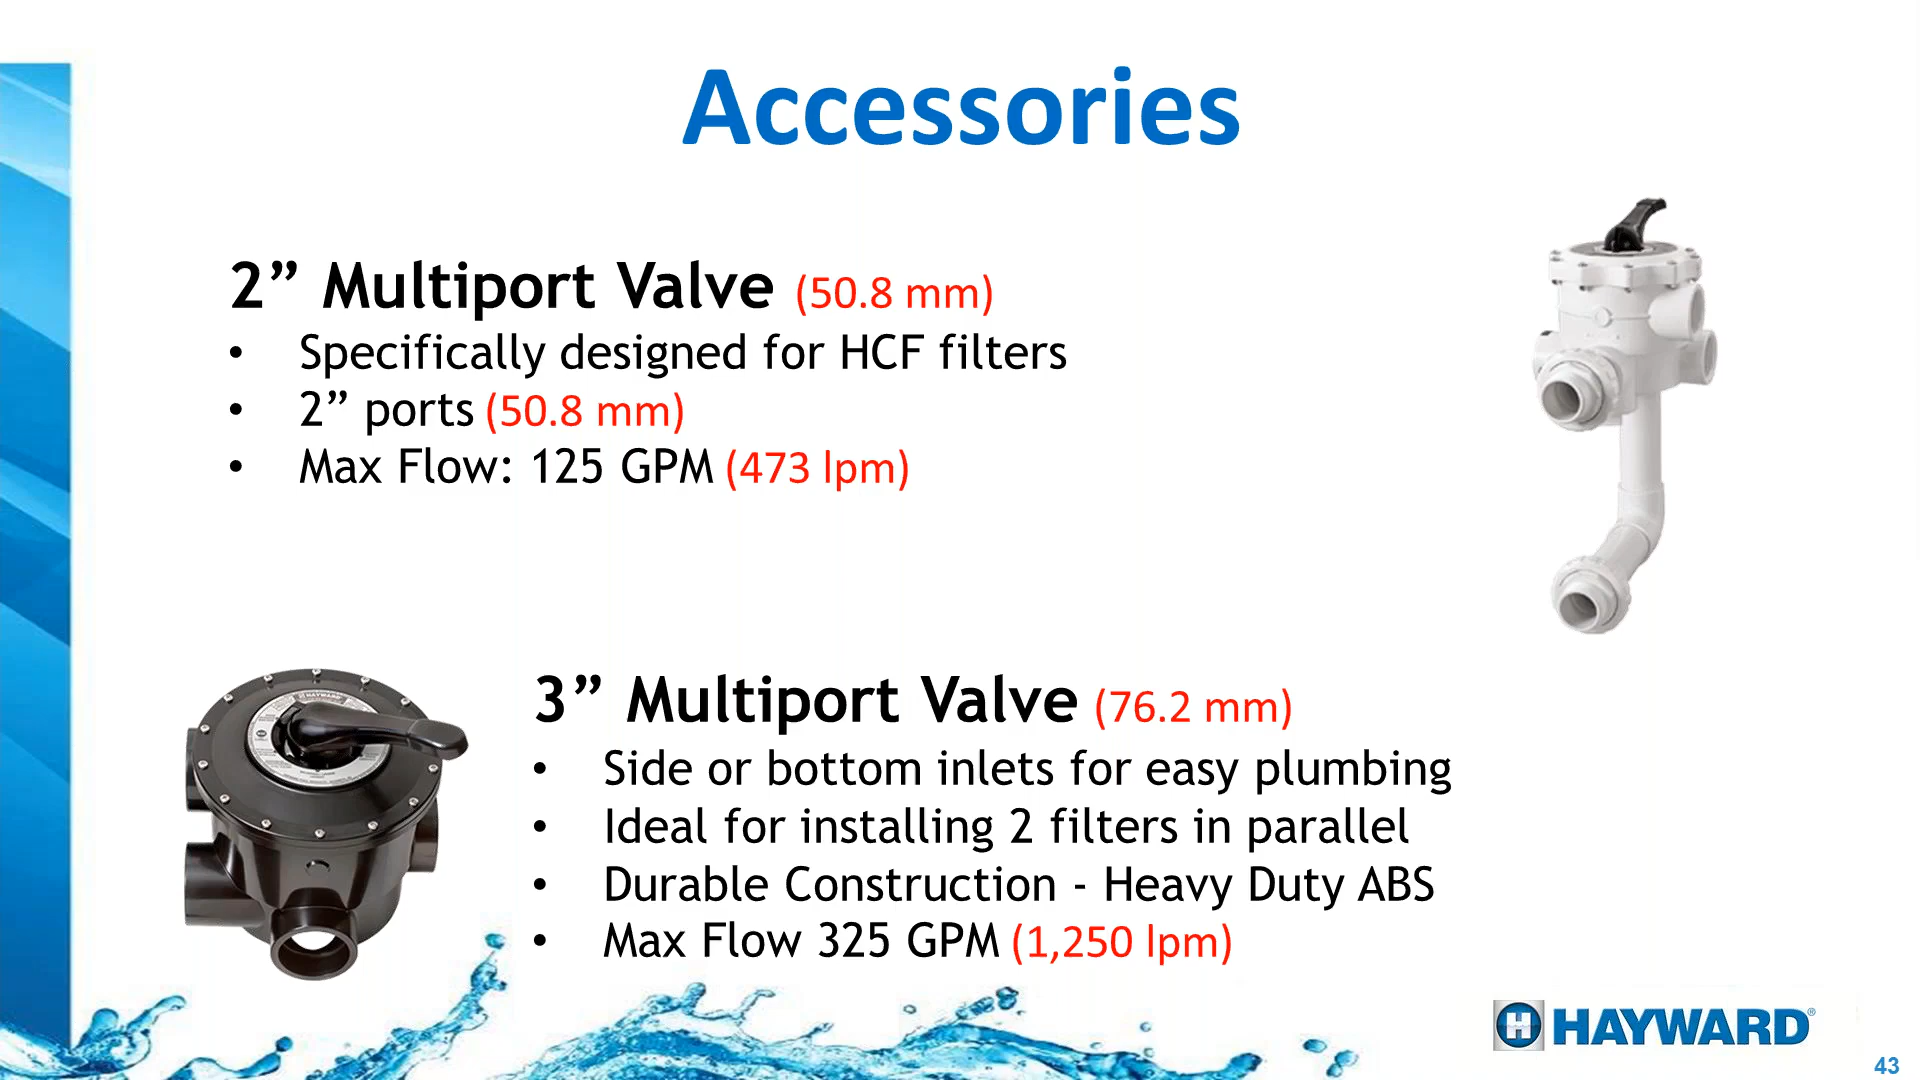 Accessories
2” Multiport Valve (50.8 mm)
• Specifically designed for HCF filters
• 2” ports (50.8 mm)
• Max Flow: 125 GPM (473 lpm)
3” Multiport Valve (76.2 mm)
• Side or bottom inlets for easy plumbing
• Ideal for installing 2 filters in parallel
• Durable Construction - Heavy Duty ABS
• Max Flow 325 GPM (1,250 lpm)
HAYWARD
H HAYWARD®
43